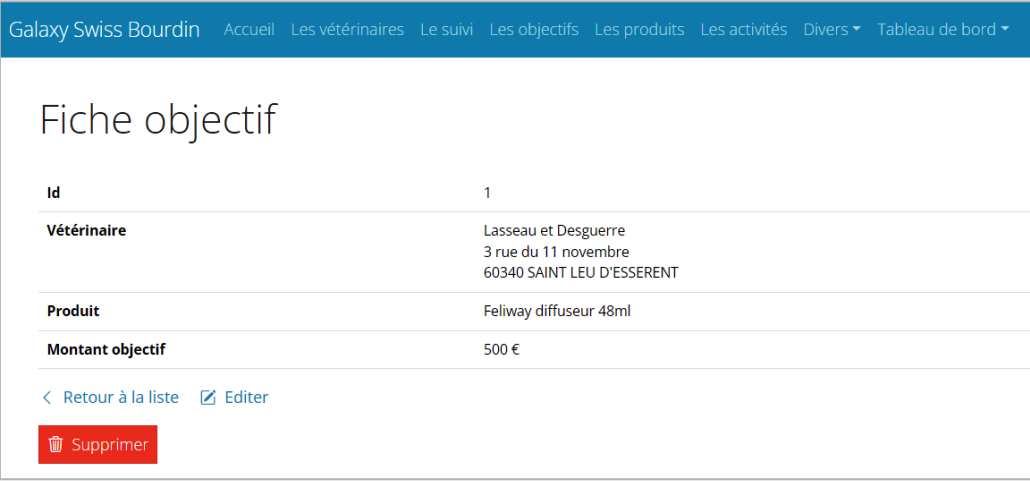 Galaxy Swiss Bourdin Accueil Les vétérinaires Le suivi Les objectifs Les produits Les activités Divers Tableau de bord
Fiche objectif
Id 1
Vétérinaire Lasseau et Desguerre
3 rue du 11 novembre
60340 SAINT LEU D'ESSERENT
Produit Feliway diffuseur 48ml
Montant objectif 500 €
Retour à la liste Editer
Supprimer